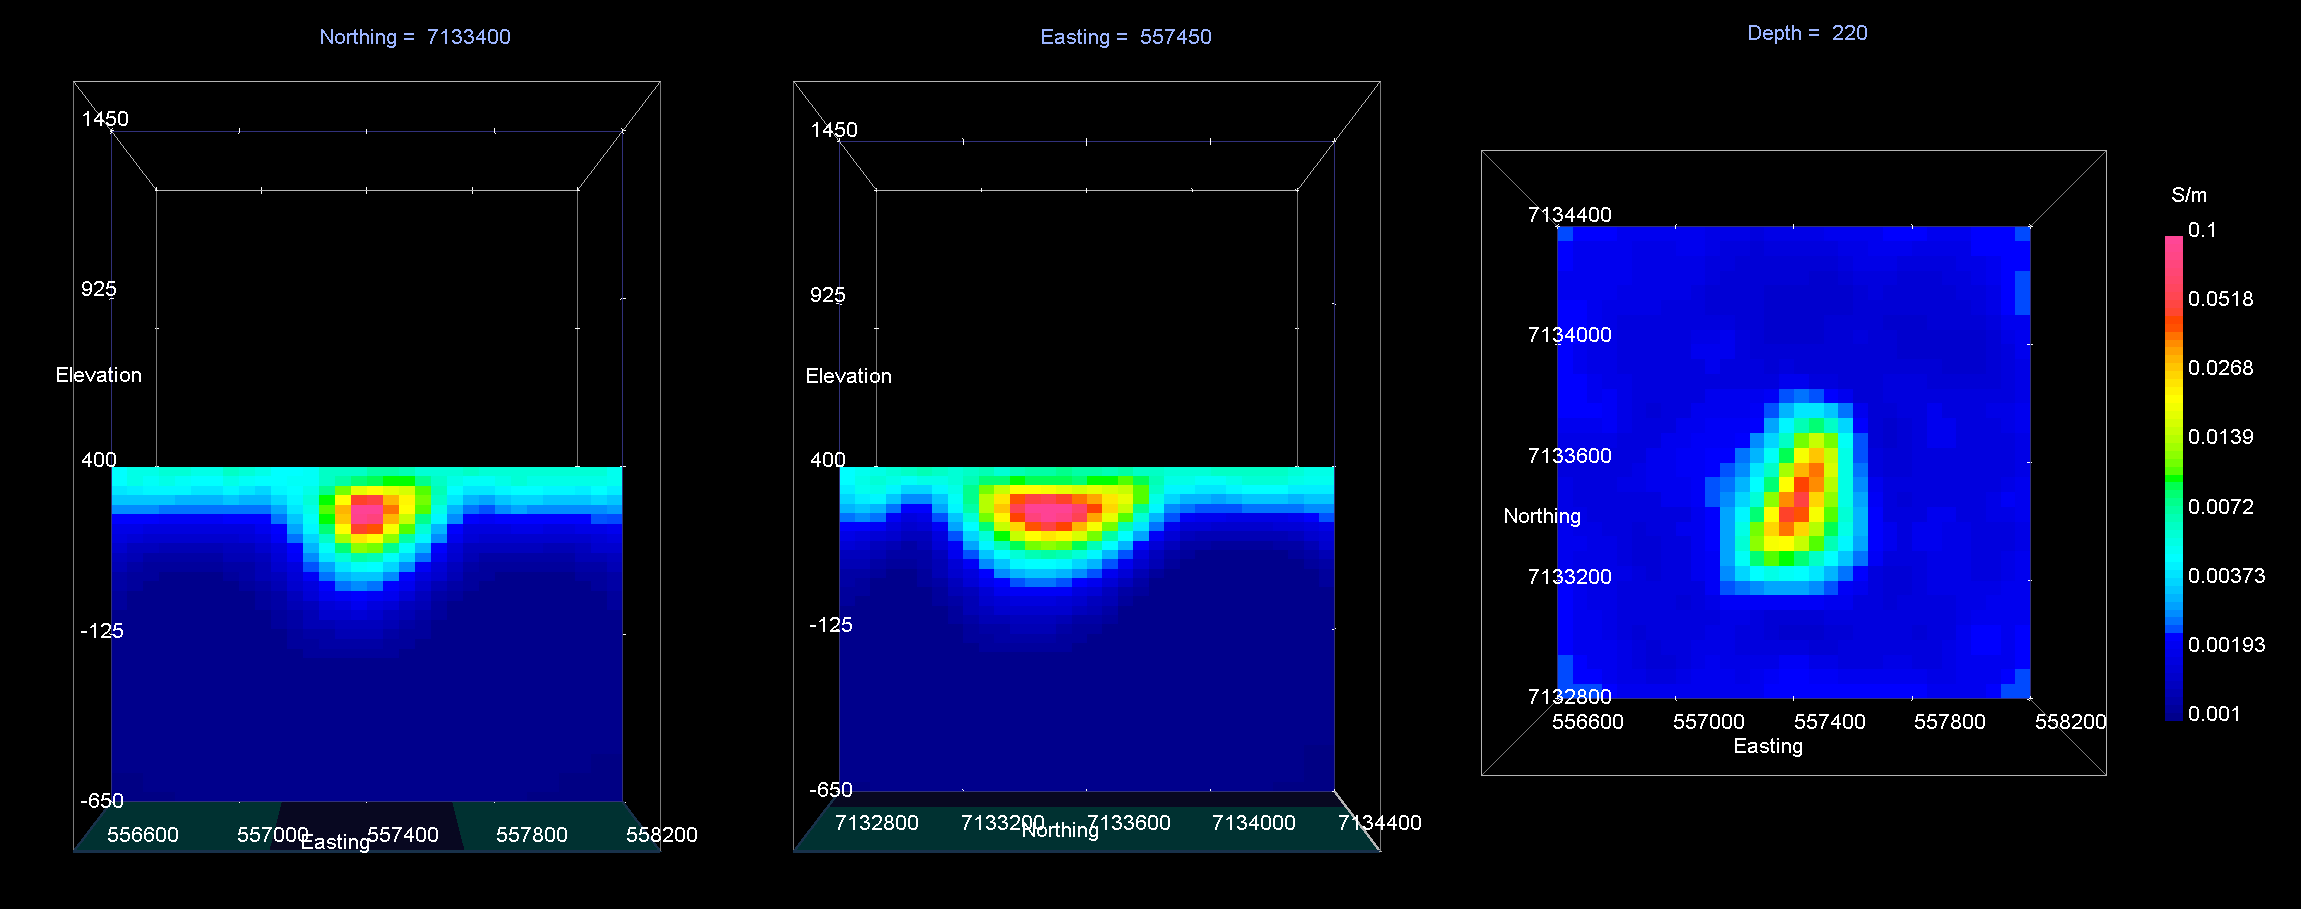 Northing = 7133400
1450
925
Elevation
400
-125
-650
556600 557000 557400 557800 558200
Easting
Easting = 557450
1450
925
Elevation
400
-125
-650
7132800 7133200 7133600 7134000 7134400
Northing
Depth = 220
7134400
7134000
7133600
Northing
7133200
7132800
556600 557000 557400 557800 558200
Easting
S/m
0.1
0.0518
0.0268
0.0139
0.0072
0.00373
0.00193
0.001